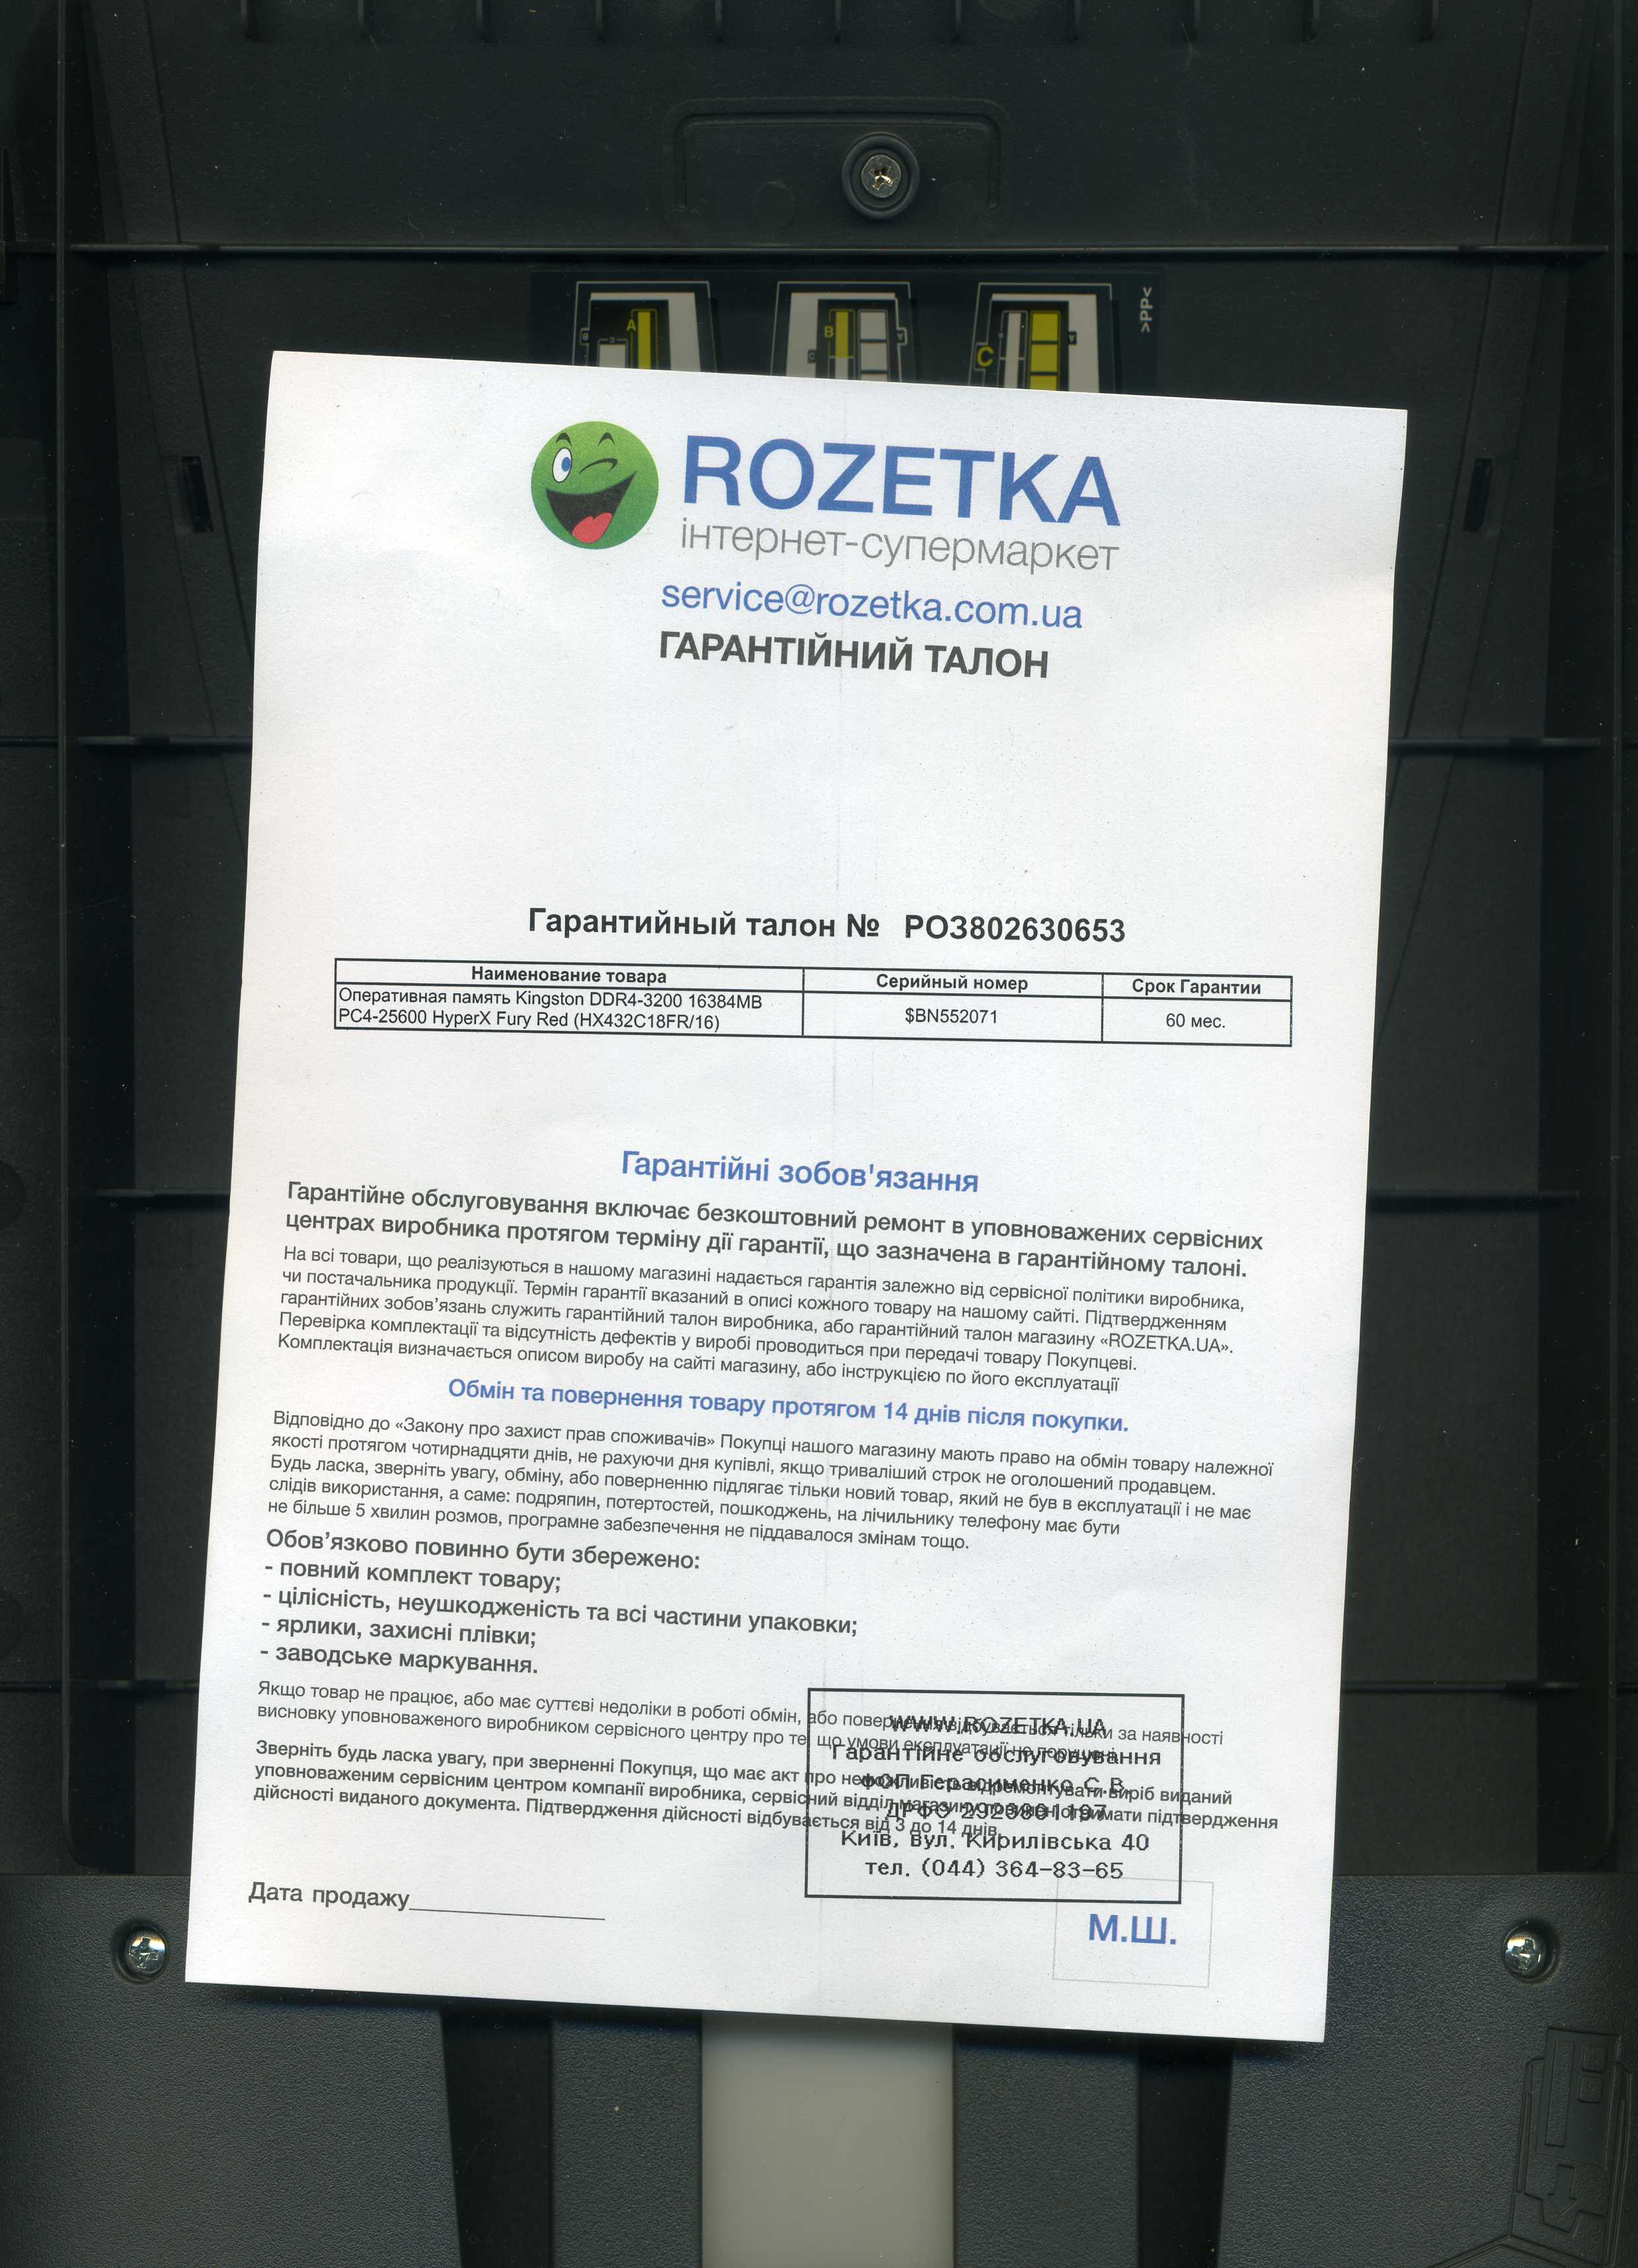 A
B
C
>PP<
ROZETKA
інтернет-супермаркет
service@rozetka.com.ua
ГАРАНТІЙНИЙ ТАЛОН
Гарантийный талон № РОЗ802630653
Наименование товара Серийный номер Срок Гарантии
Оперативная память Kingston DDR4-3200 16384MB
PC4-25600 HyperX Fury Red (HX432C18FR/16) $BN552071 60 мес.
Гарантійні зобов'язання
Гарантійне обслуговування включає безкоштовний ремонт в уповноважених сервісних
центрах виробника протягом терміну дії гарантії, що зазначена в гарантійному талоні.
На всі товари, що реалізуються в нашому магазині надається гарантія залежно від сервісної політики виробника,
чи постачальника продукції. Термін гарантії вказаний в описі кожного товару на нашому сайті. Підтвердженням
гарантійних зобов’язань служить гарантійний талон виробника, або гарантійний талон магазину «ROZETKA.UA».
Перевірка комплектації та відсутність дефектів у виробі проводиться при передачі товару Покупцеві.
Комплектація визначається описом виробу на сайті магазину, або інструкцією по його експлуатації
Обмін та повернення товару протягом 14 днів після покупки.
Відповідно до «Закону про захист прав споживачів» Покупці нашого магазину мають право на обмін товару належної
якості протягом чотирнадцяти днів, не рахуючи дня купівлі, якщо триваліший строк не оголошений продавцем.
Будь ласка, зверніть увагу, обміну, або поверненню підлягає тільки новий товар, який не був в експлуатації і не має
слідів використання, а саме: подряпин, потертостей, пошкоджень, на лічильнику телефону має бути
не більше 5 хвилин розмов, програмне забезпечення не піддавалося змінам тощо.
Обов’язково повинно бути збережено:
- повний комплект товару;
- цілісність, неушкодженість та всі частини упаковки;
- ярлики, захисні плівки;
- заводське маркування.
Якщо товар не працює, або має суттєві недоліки в роботі обмін, або повернення відбувається тільки за наявності
висновку уповноваженого виробником сервісного центру про те, що умови експлуатації не порушені.
Зверніть будь ласка увагу, при зверненні Покупця, що має акт про неможливість відремонтувати виріб виданий
уповноваженим сервісним центром компанії виробника, сервісний відділ магазину повинен отримати підтвердження
дійсності виданого документа. Підтвердження дійсності відбувається від 3 до 14 днів.
WWW.ROZETKA.UA
Гарантійне обслуговування
ФОП Герасименко С.В.
ДРФО 2923801197
Київ, вул. Кирилівська 40
тел. (044) 364-83-65
Дата продажу
М.Ш.